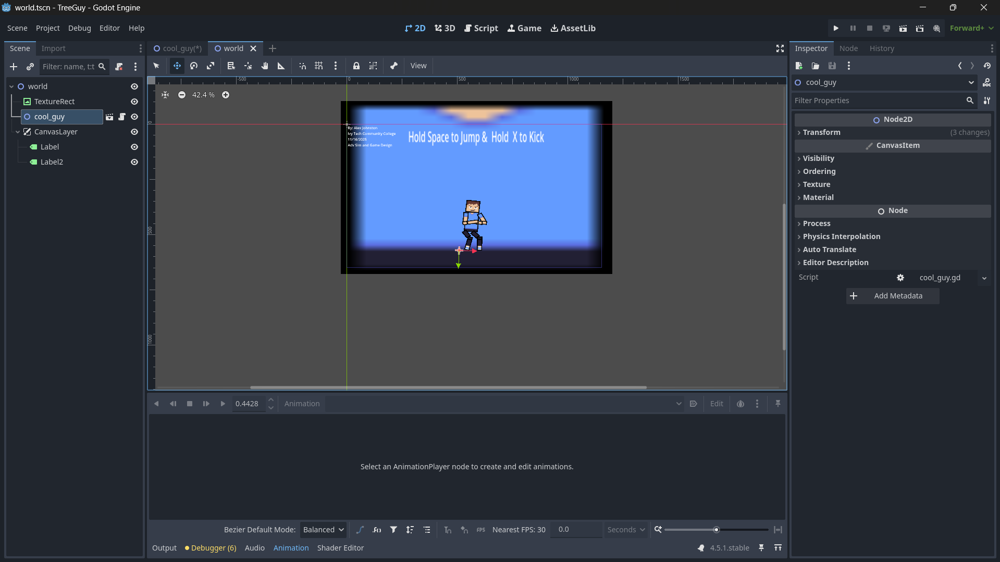 world.tscn - TreeGuy - Godot Engine
Scene Project Debug Editor Help
2D 3D Script Game AssetLib
Forward+
Scene Import
cool_guy(*) world
Inspector Node History
Filter: name, t:t
View
world
TextureRect
cool_guy
CanvasLayer
Label
Label2
-500 0 500 1000 1500
42.4 %
0
500
1000
By: Alex Johnston
Ivy Tech Community College
11/16/2025
Adv Sim and Game Design
Hold Space to Jump & Hold X to Kick
cool_guy
DOC
Filter Properties
Node2D
Transform (3 changes)
CanvasItem
Visibility
Ordering
Texture
Material
Node
Process
Physics Interpolation
Auto Translate
Editor Description
Script cool_guy.gd
Add Metadata
0.4428 Animation Edit
Select an AnimationPlayer node to create and edit animations.
Bezier Default Mode: Balanced FPS Nearest FPS: 30 0.0 Seconds
Output Debugger (6) Audio Animation Shader Editor 4.5.1.stable